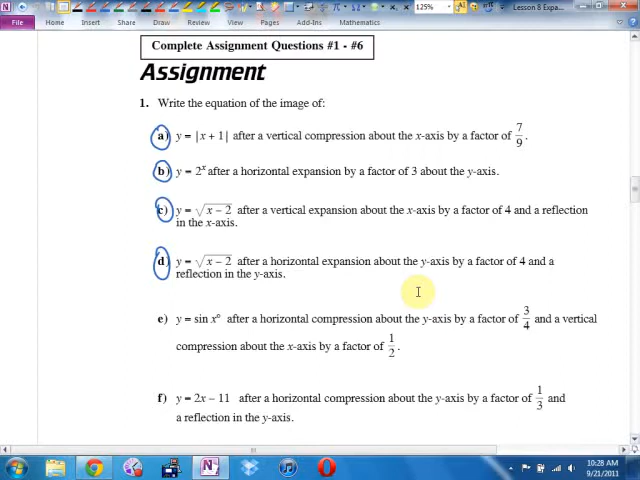 File Home Insert Share Draw Review View Add-Ins Mathematics
125% Lesson 8 Expa...
Complete Assignment Questions #1 - #6
Assignment
1. Write the equation of the image of:
a) y = |x + 1| after a vertical compression about the x-axis by a factor of 7/9.
b) y = 2^x after a horizontal expansion by a factor of 3 about the y-axis.
c) y = √(x – 2) after a vertical expansion about the x-axis by a factor of 4 and a reflection
in the x-axis.
d) y = √(x – 2) after a horizontal expansion about the y-axis by a factor of 4 and a
reflection in the y-axis.
e) y = sin x° after a horizontal compression about the y-axis by a factor of 3/4 and a vertical
compression about the x-axis by a factor of 1/2.
f) y = 2x – 11 after a horizontal compression about the y-axis by a factor of 1/3 and
a reflection in the y-axis.
10:28 AM
9/21/2011